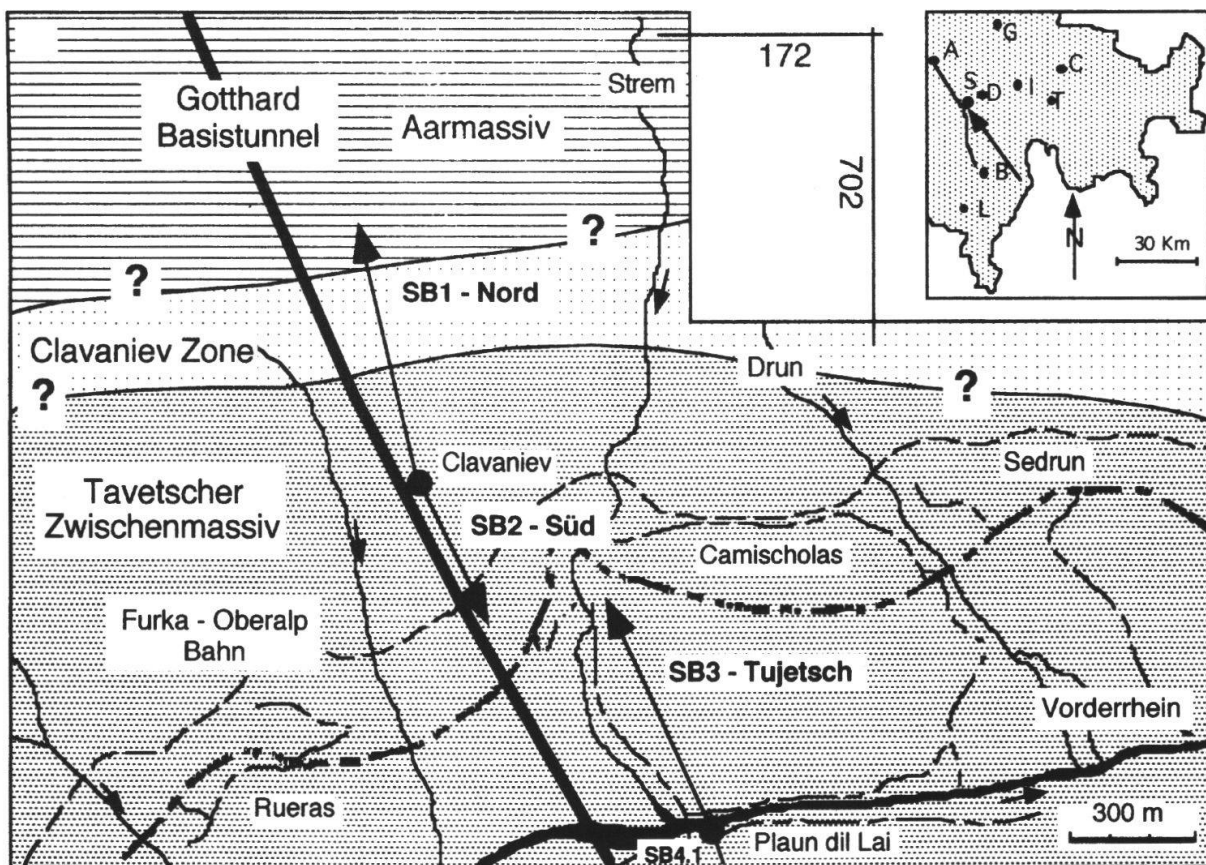 Gotthard
Basistunnel
Aarmassiv
Strem
172
702
A
G
S
D
I
C
T
B
L
N
30 Km
?
?
SB1 - Nord
Clavaniev Zone
?
Drun
?
Clavaniev
Sedrun
Tavetscher
Zwischenmassiv
SB2 - Süd
Camischolas
Furka - Oberalp
Bahn
SB3 - Tujetsch
Vorderrhein
Rueras
300 m
Plaun dil Lai
SB4.1